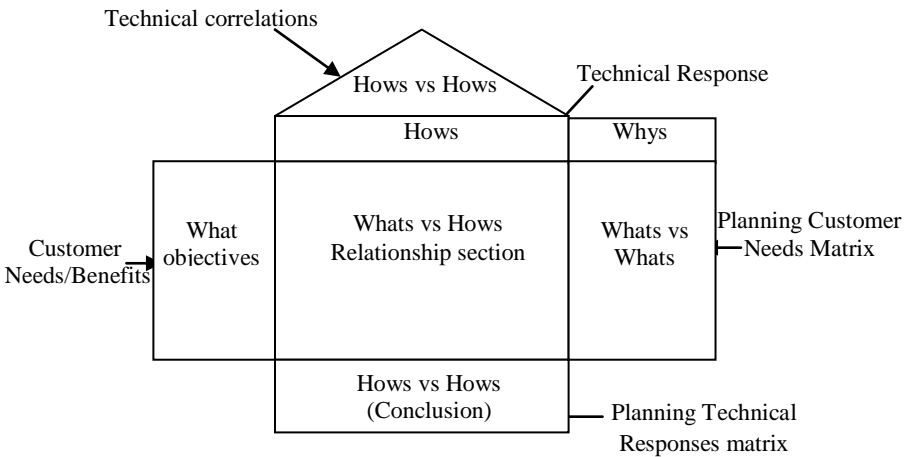 Technical correlations
Hows vs Hows
Technical Response
Hows
Whys
What
objectives
Whats vs Hows
Relationship section
Whats vs
Whats
Planning Customer
Needs Matrix
Customer
Needs/Benefits
Hows vs Hows
(Conclusion)
Planning Technical
Responses matrix